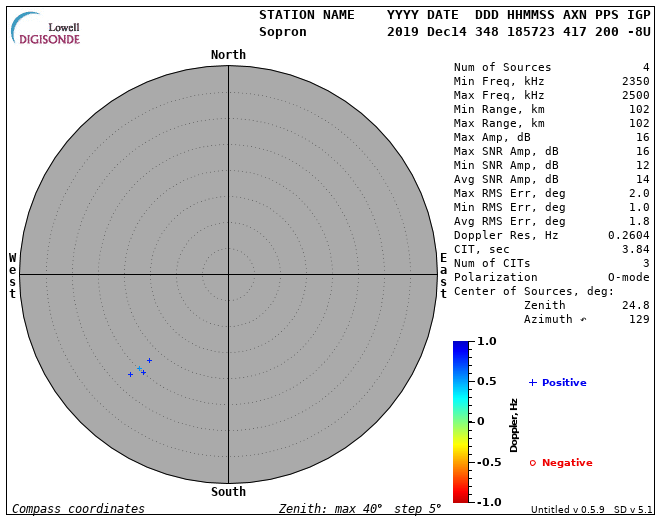 Lowell
DIGISONDE
STATION NAME YYYY DATE DDD HHMMSS AXN PPS IGP
Sopron 2019 Dec14 348 185723 417 200 -8U
North
West
East
South
Num of Sources 4
Min Freq, kHz 2350
Max Freq, kHz 2500
Min Range, km 102
Max Range, km 102
Max Amp, dB 16
Max SNR Amp, dB 16
Min SNR Amp, dB 12
Avg SNR Amp, dB 14
Max RMS Err, deg 2.0
Min RMS Err, deg 1.0
Avg RMS Err, deg 1.8
Doppler Res, Hz 0.2604
CIT, sec 3.84
Num of CITs 3
Polarization O-mode
Center of Sources, deg:
Zenith 24.8
Azimuth ↶ 129
1.0
0.5
0
-0.5
-1.0
Doppler, Hz
+ Positive
o Negative
Compass coordinates
Zenith: max 40° step 5°
Untitled v 0.5.9 SD v 5.1